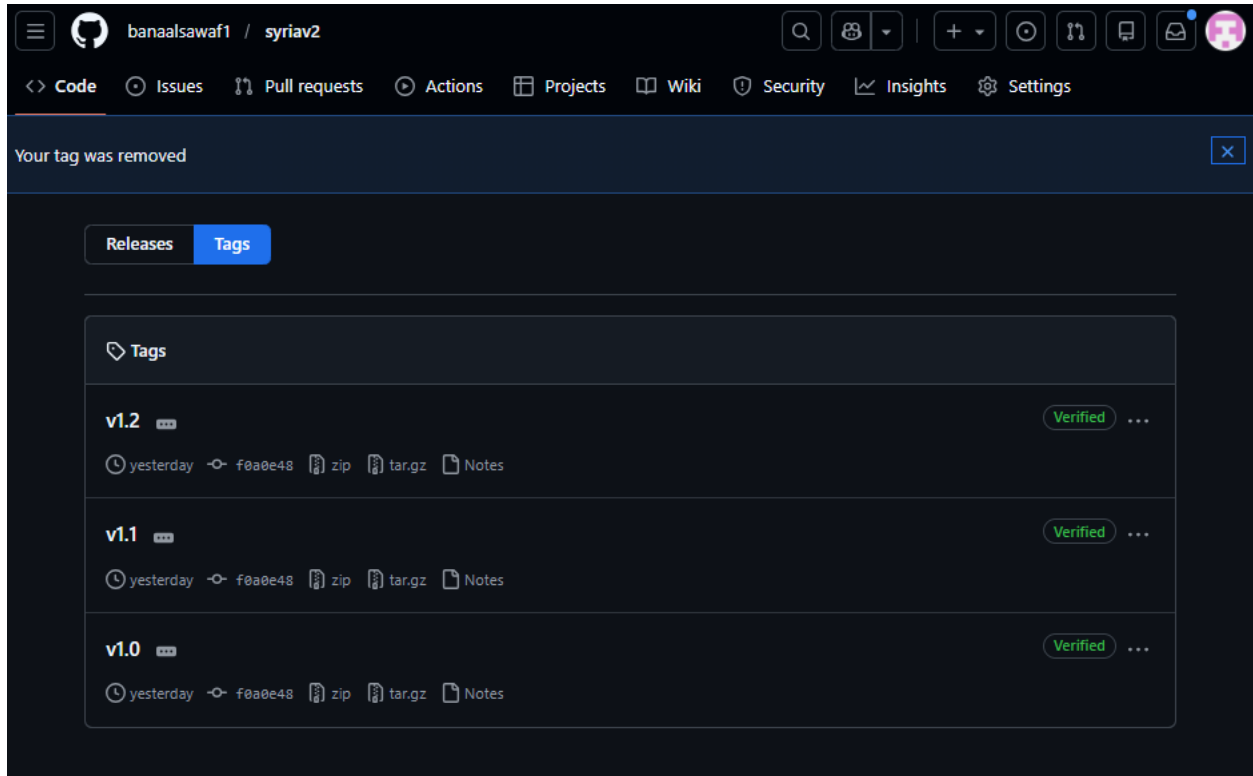 banaalsawaf1 / syriav2
Code Issues Pull requests Actions Projects Wiki Security Insights Settings
Your tag was removed
Releases Tags
Tags
v1.2 Verified
yesterday f0a0e48 zip tar.gz Notes
v1.1 Verified
yesterday f0a0e48 zip tar.gz Notes
v1.0 Verified
yesterday f0a0e48 zip tar.gz Notes